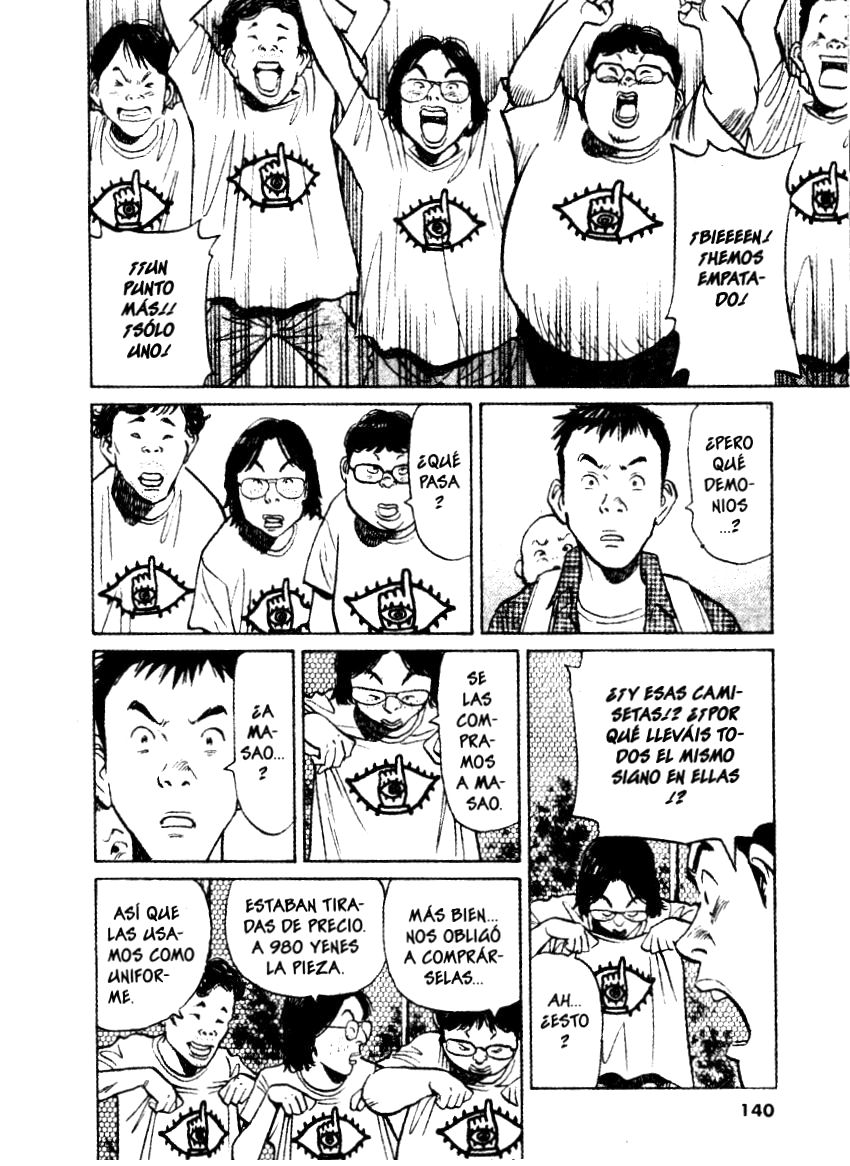 ¡BIEEEEN!
¡HEMOS
EMPATA-
DO!
¡¡UN
PUNTO
MÁS!!
¡SÓLO
UNO!
¿PERO
QUÉ
DEMO-
NIOS
...?
¿QUÉ
PASA
?
¿¡Y ESAS CAMI-
SETAS!? ¿¡POR
QUÉ LLEVÁIS TO-
DOS EL MISMO
SIGNO EN ELLAS
!?
AH...
¿ESTO
?
SE
LAS
COM-
PRA-
MOS
A MA-
SAO.
¿A
MA-
SAO...
?
MÁS BIEN...
NOS OBLIGÓ
A COMPRÁR-
SELAS...
ESTABAN TIRA-
DAS DE PRECIO.
A 980 YENES
LA PIEZA.
ASÍ QUE
LAS USA-
MOS COMO
UNIFOR-
ME.
140